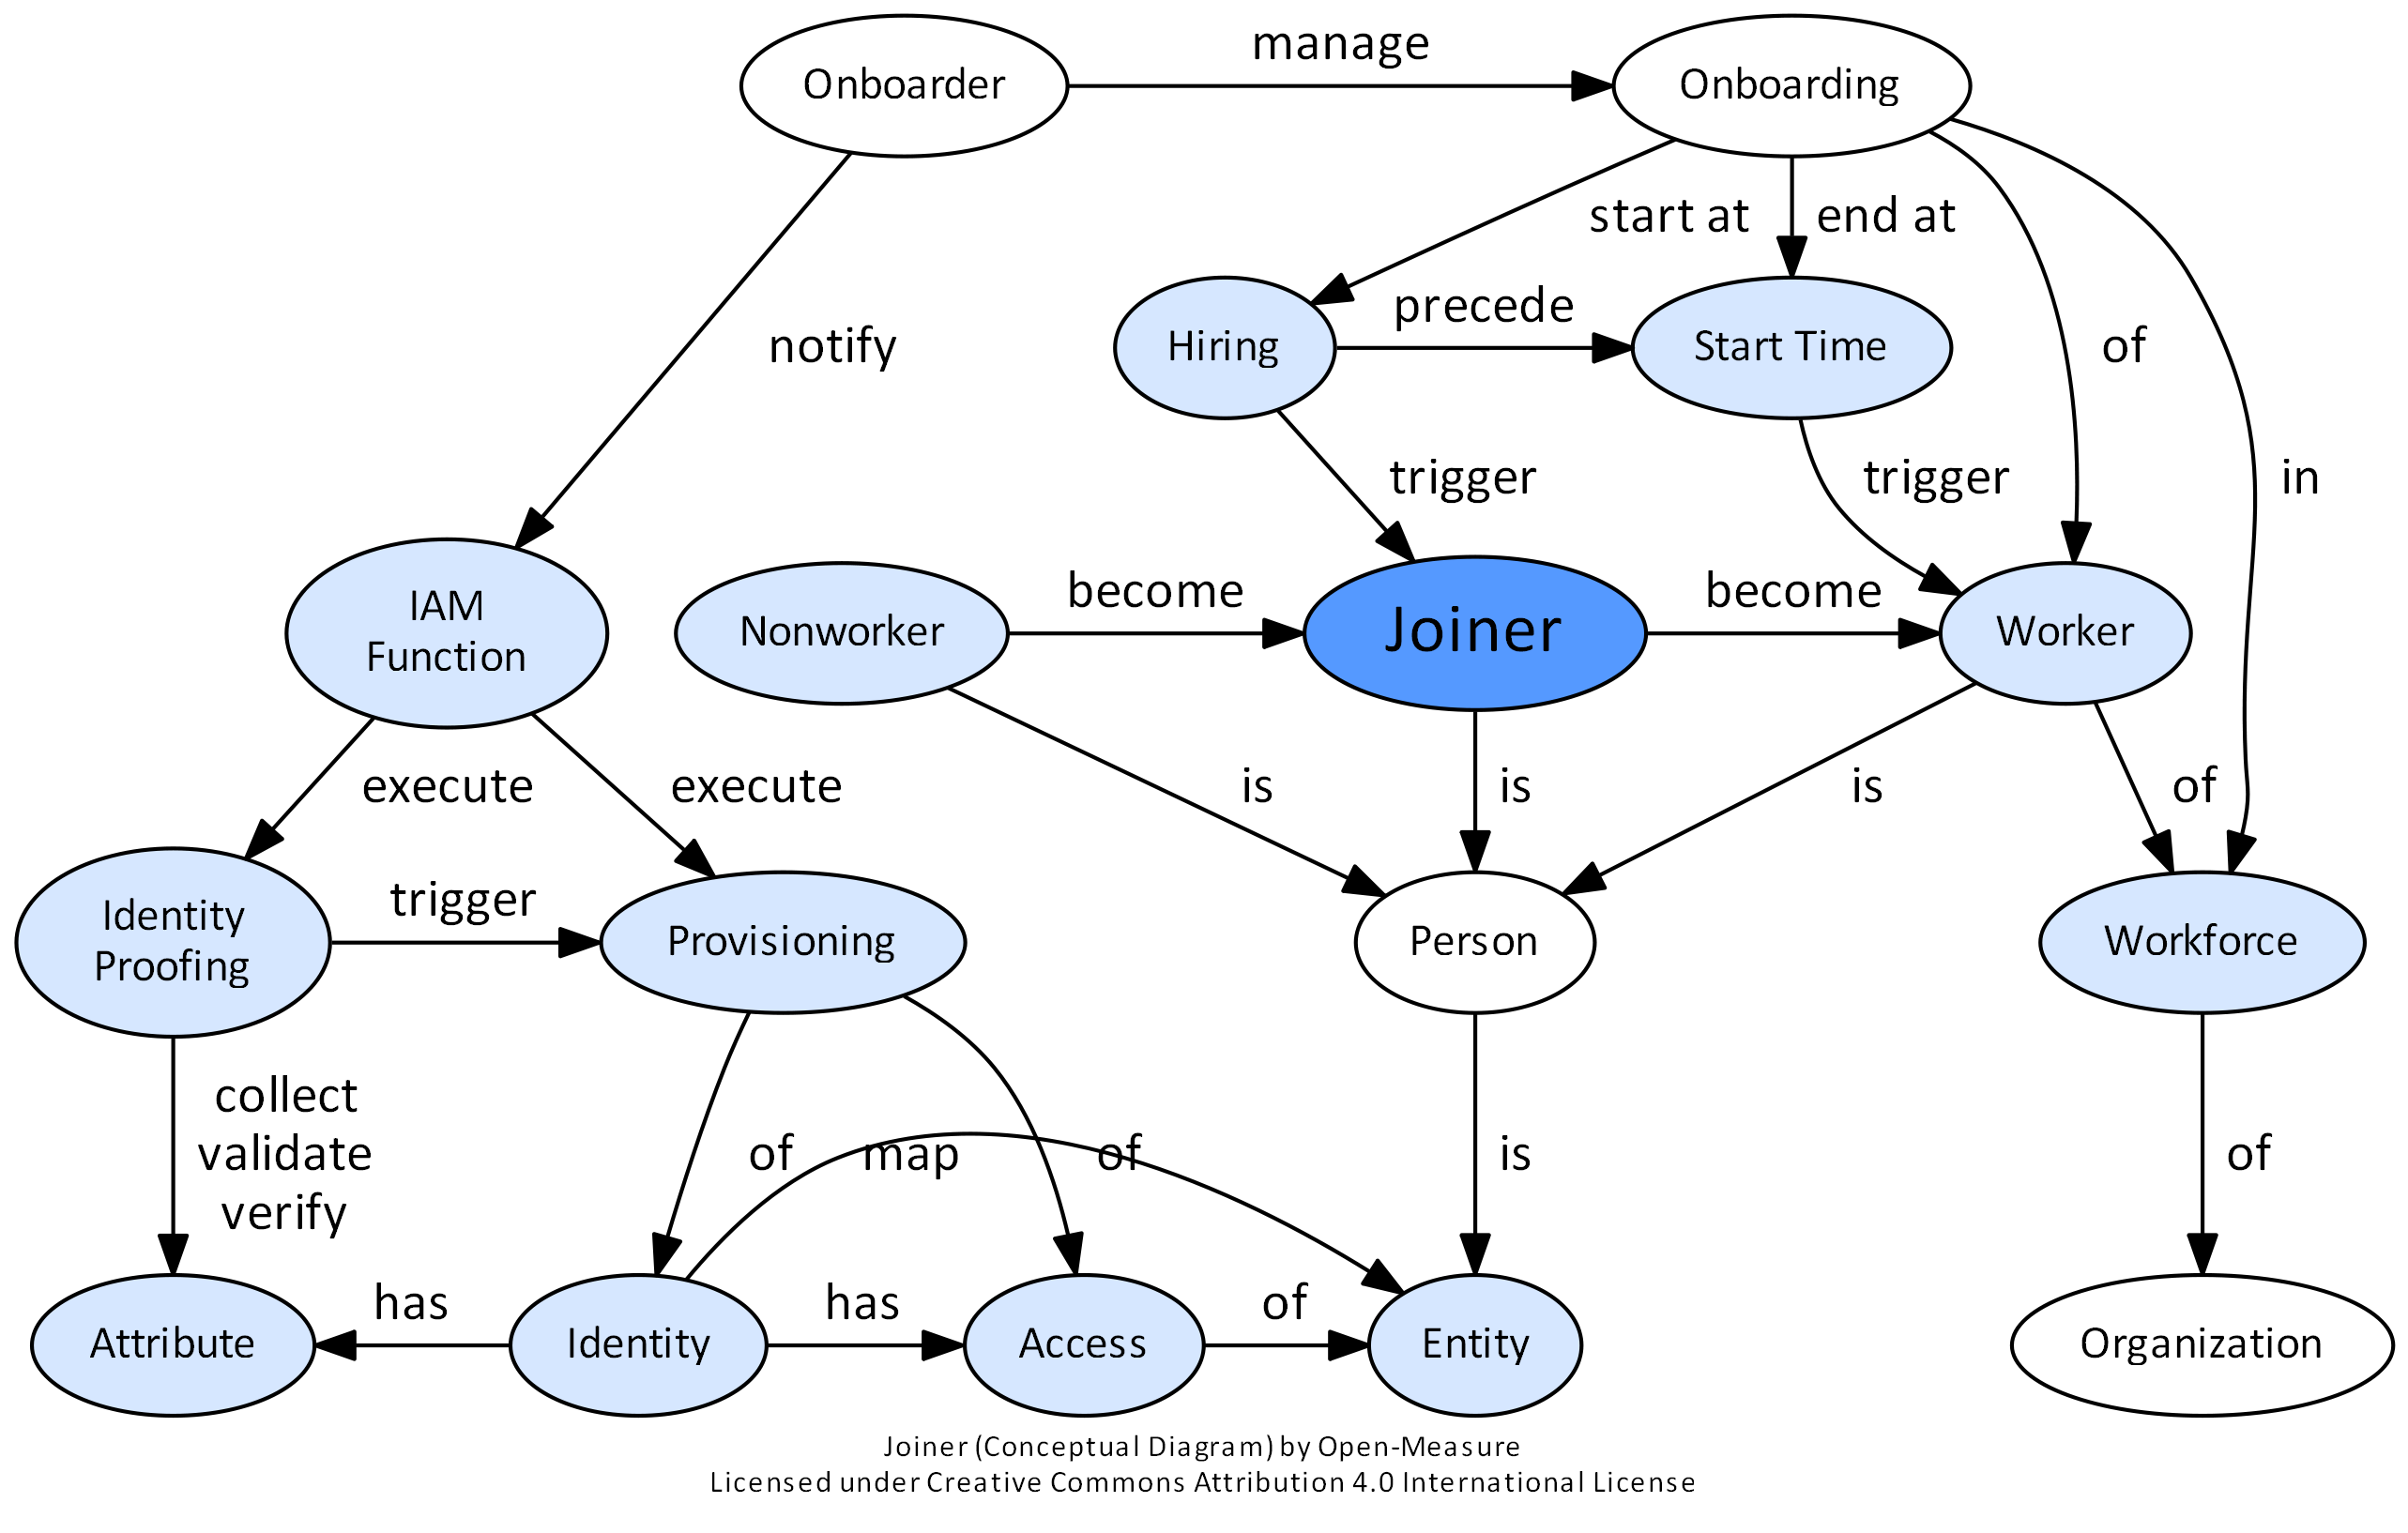 manage
Onboarder
Onboarding
start at
end at
precede
Hiring
Start Time
notify
of
trigger
trigger
in
IAM
Function
Nonworker
become
Joiner
become
Worker
execute
execute
is
is
is
of
Identity
Proofing
trigger
Provisioning
Person
Workforce
collect
validate
verify
of
map
of
is
of
Attribute
has
Identity
has
Access
of
Entity
Organization
Joiner (Conceptual Diagram) by Open-Measure
Licensed under Creative Commons Attribution 4.0 International License